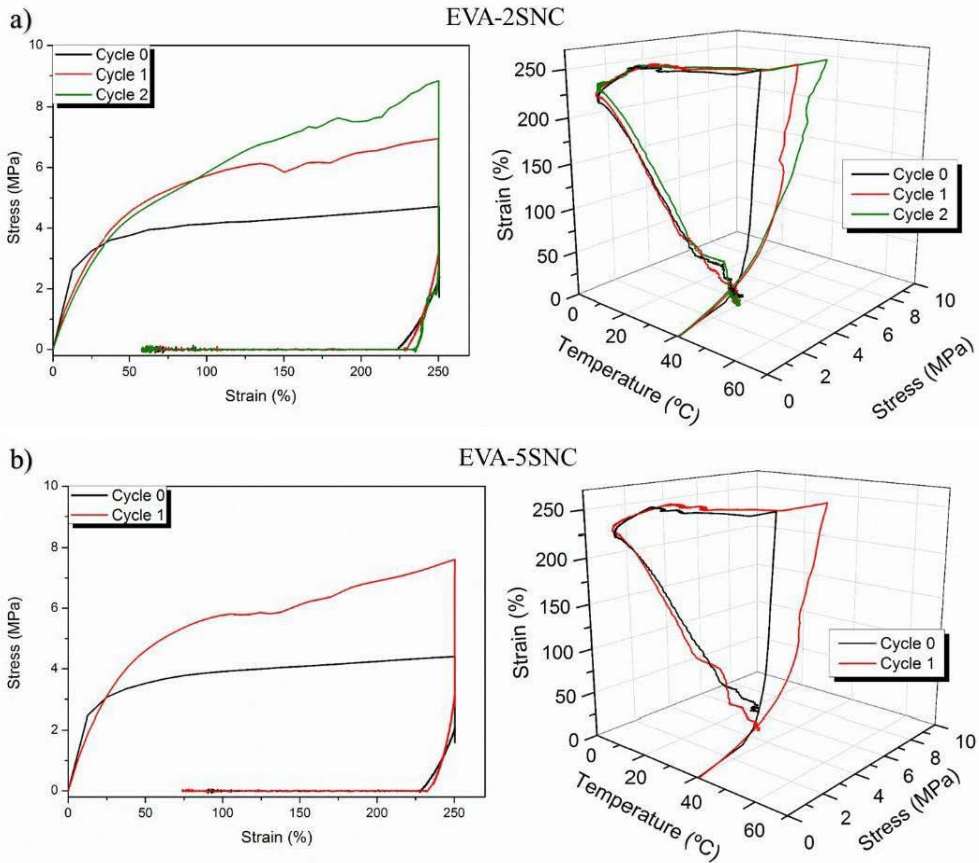 a)
EVA-2SNC
10
8
6
4
2
0
Stress (MPa)
Cycle 0
Cycle 1
Cycle 2
0 50 100 150 200 250
Strain (%)
250
200
150
100
50
0
Strain (%)
Cycle 0
Cycle 1
Cycle 2
0 20 40 60
Temperature (ºC)
0 2 4 6 8 10
Stress (MPa)
b)
EVA-5SNC
10
8
6
4
2
0
Stress (MPa)
Cycle 0
Cycle 1
0 50 100 150 200 250
Strain (%)
250
200
150
100
50
0
Strain (%)
Cycle 0
Cycle 1
0 20 40 60
Temperature (ºC)
0 2 4 6 8 10
Stress (MPa)